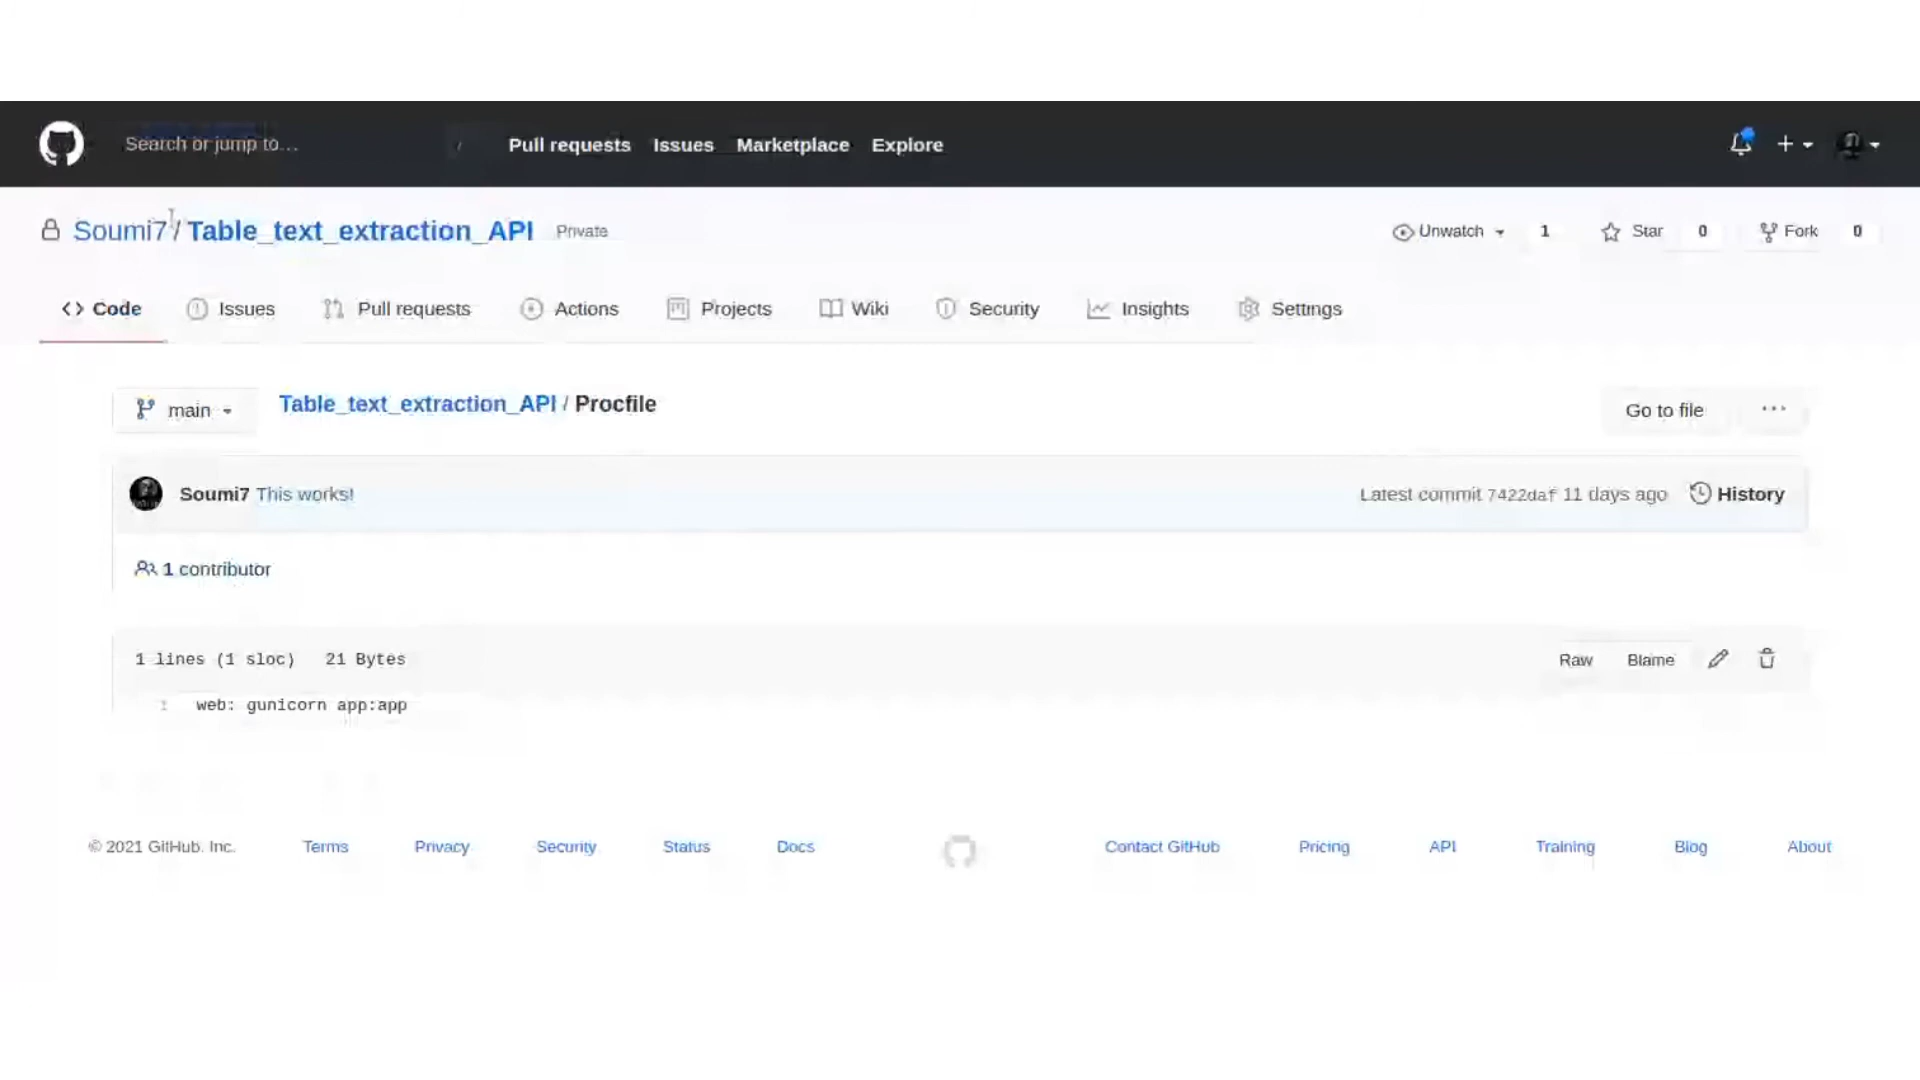 Search or jump to... / Pull requests Issues Marketplace Explore
Soumi7 / Table_text_extraction_API Private Unwatch 1 Star 0 Fork 0
Code Issues Pull requests Actions Projects Wiki Security Insights Settings
main Table_text_extraction_API / Procfile Go to file ...
Soumi7 This works! Latest commit 7422daf 11 days ago History
1 contributor
1 lines (1 sloc) 21 Bytes Raw Blame
1 web: gunicorn app:app
© 2021 GitHub, Inc. Terms Privacy Security Status Docs Contact GitHub Pricing API Training Blog About